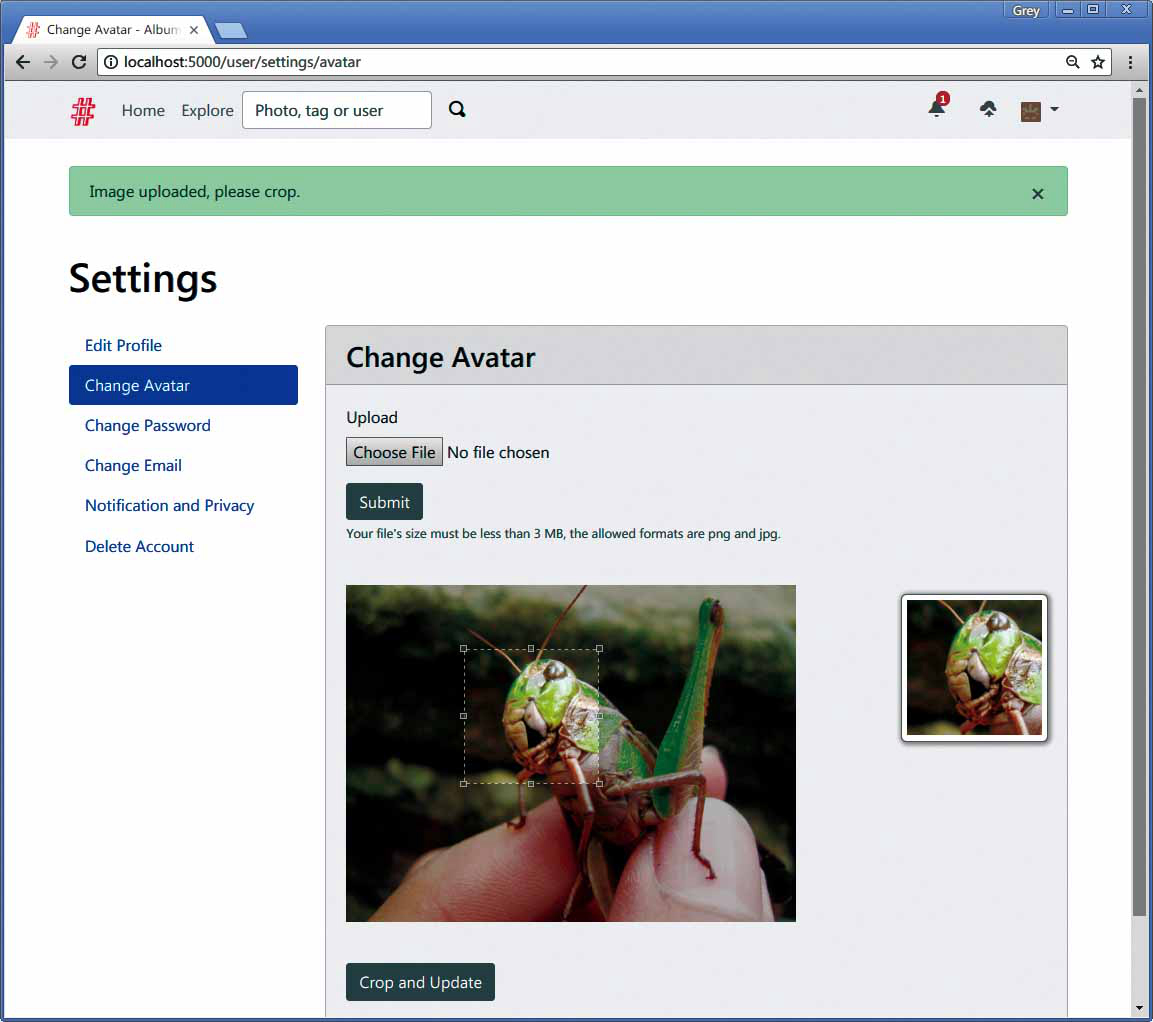 Grey
Change Avatar - Album
localhost:5000/user/settings/avatar
Home Explore Photo, tag or user 1
Image uploaded, please crop.
Settings
Edit Profile
Change Avatar
Change Password
Change Email
Notification and Privacy
Delete Account
Change Avatar
Upload
Choose File No file chosen
Submit
Your file's size must be less than 3 MB, the allowed formats are png and jpg.
Crop and Update